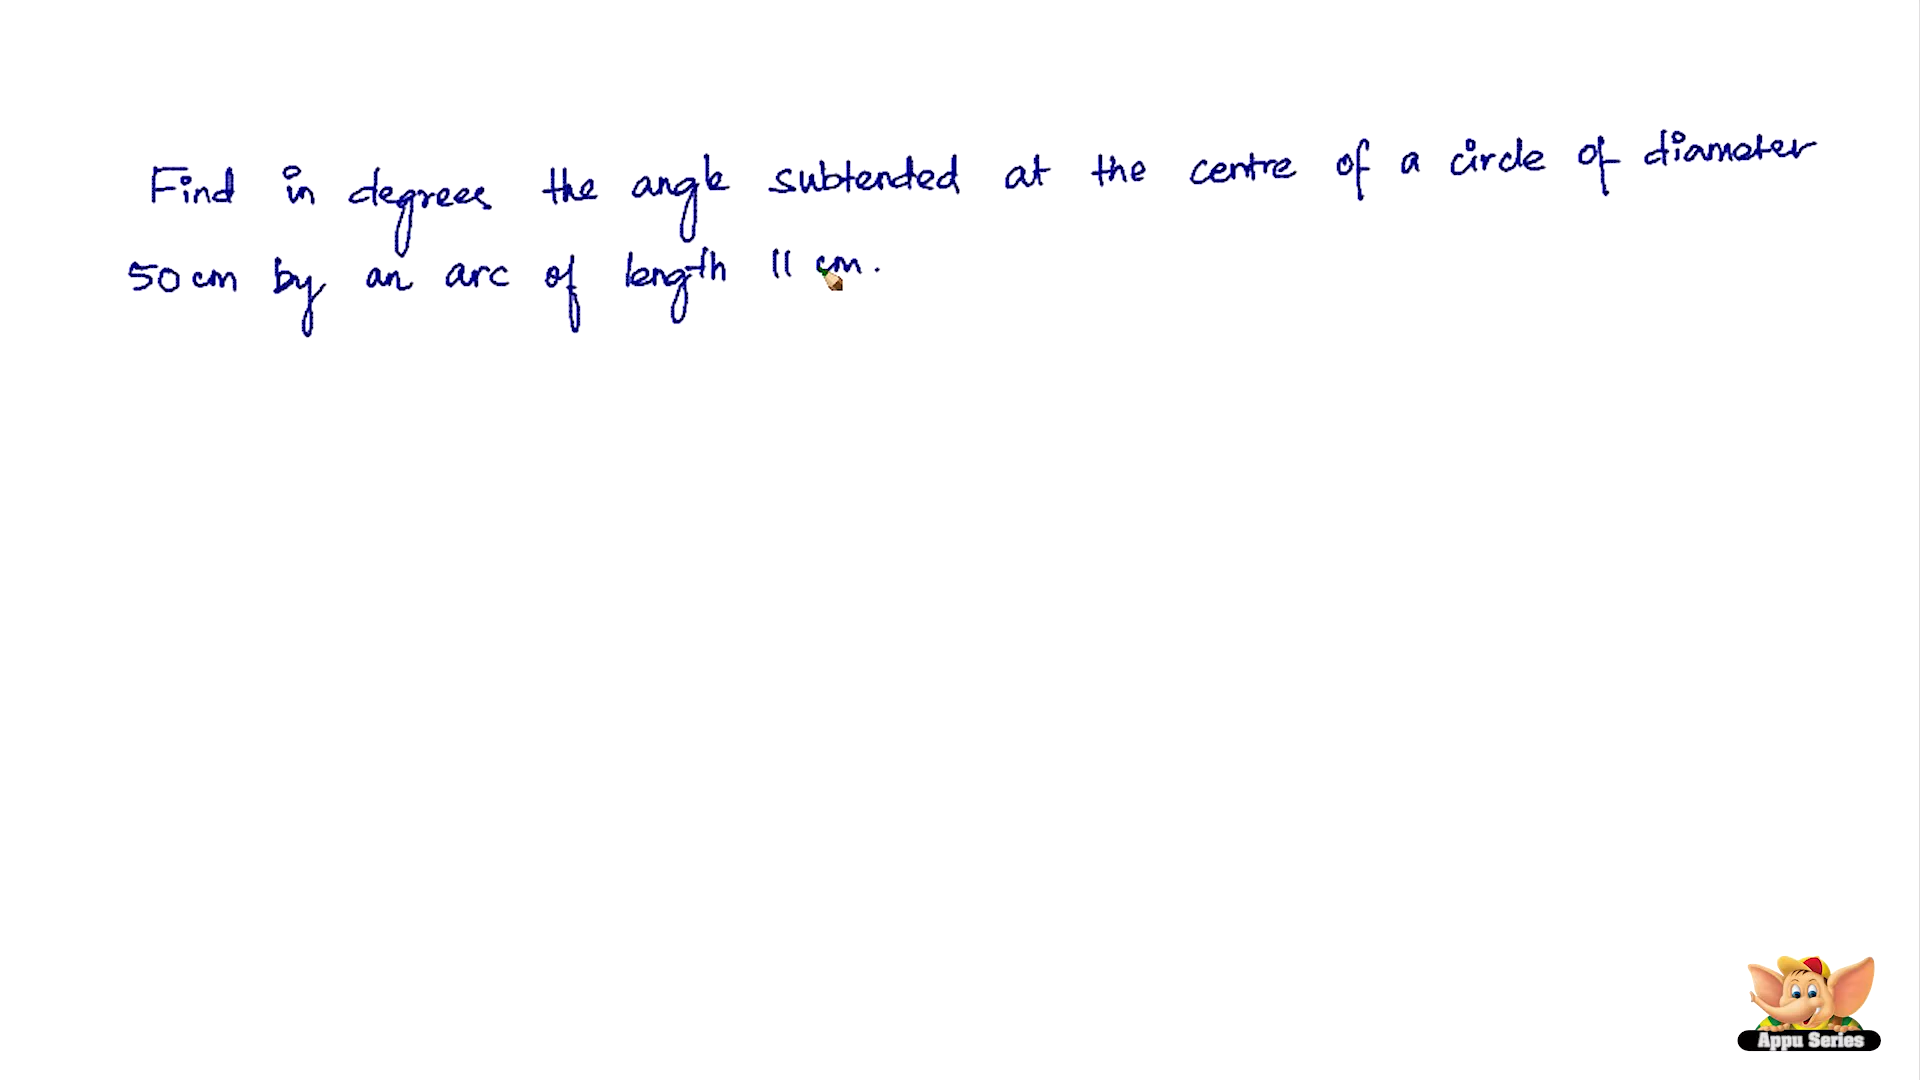 Find in degrees the angle subtended at the centre of a circle of diameter
50 cm by an arc of length 11 cm.
Appu Series